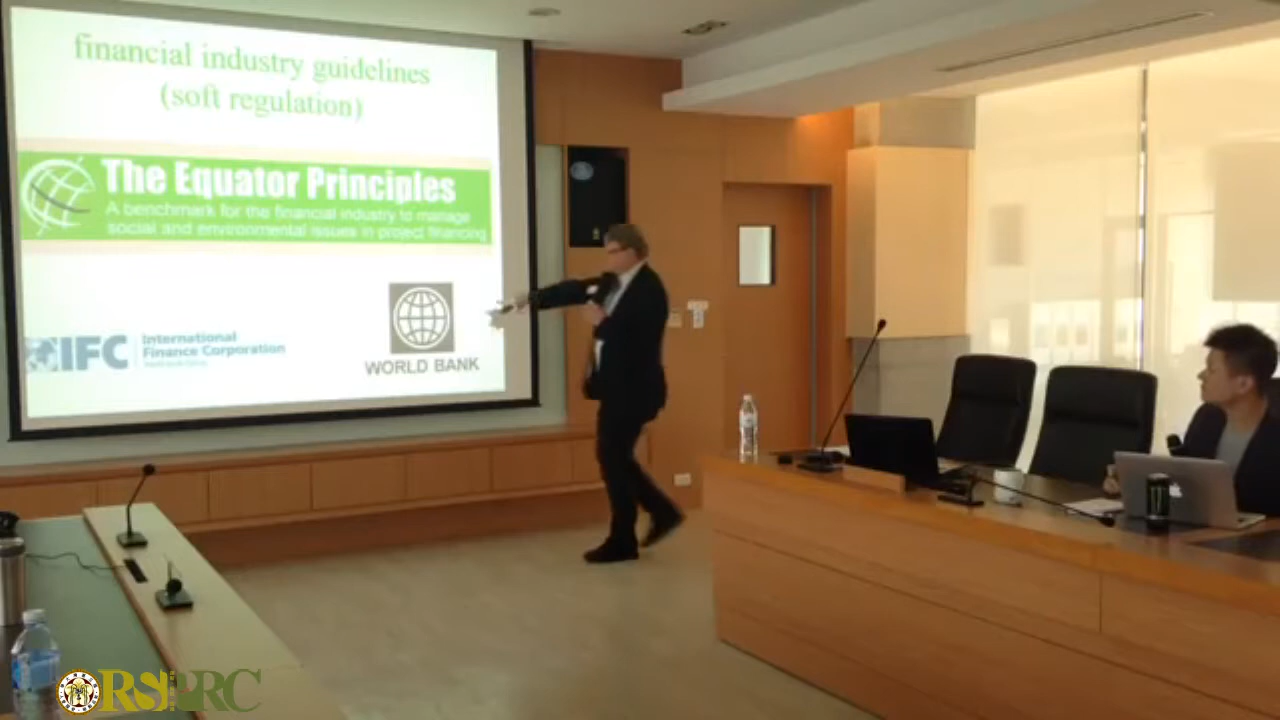 financial industry guidelines
(soft regulation)
The Equator Principles
A benchmark for the financial industry to manage
social and environmental issues in project financing
IFC
International
Finance Corporation
WORLD BANK
RSPRC